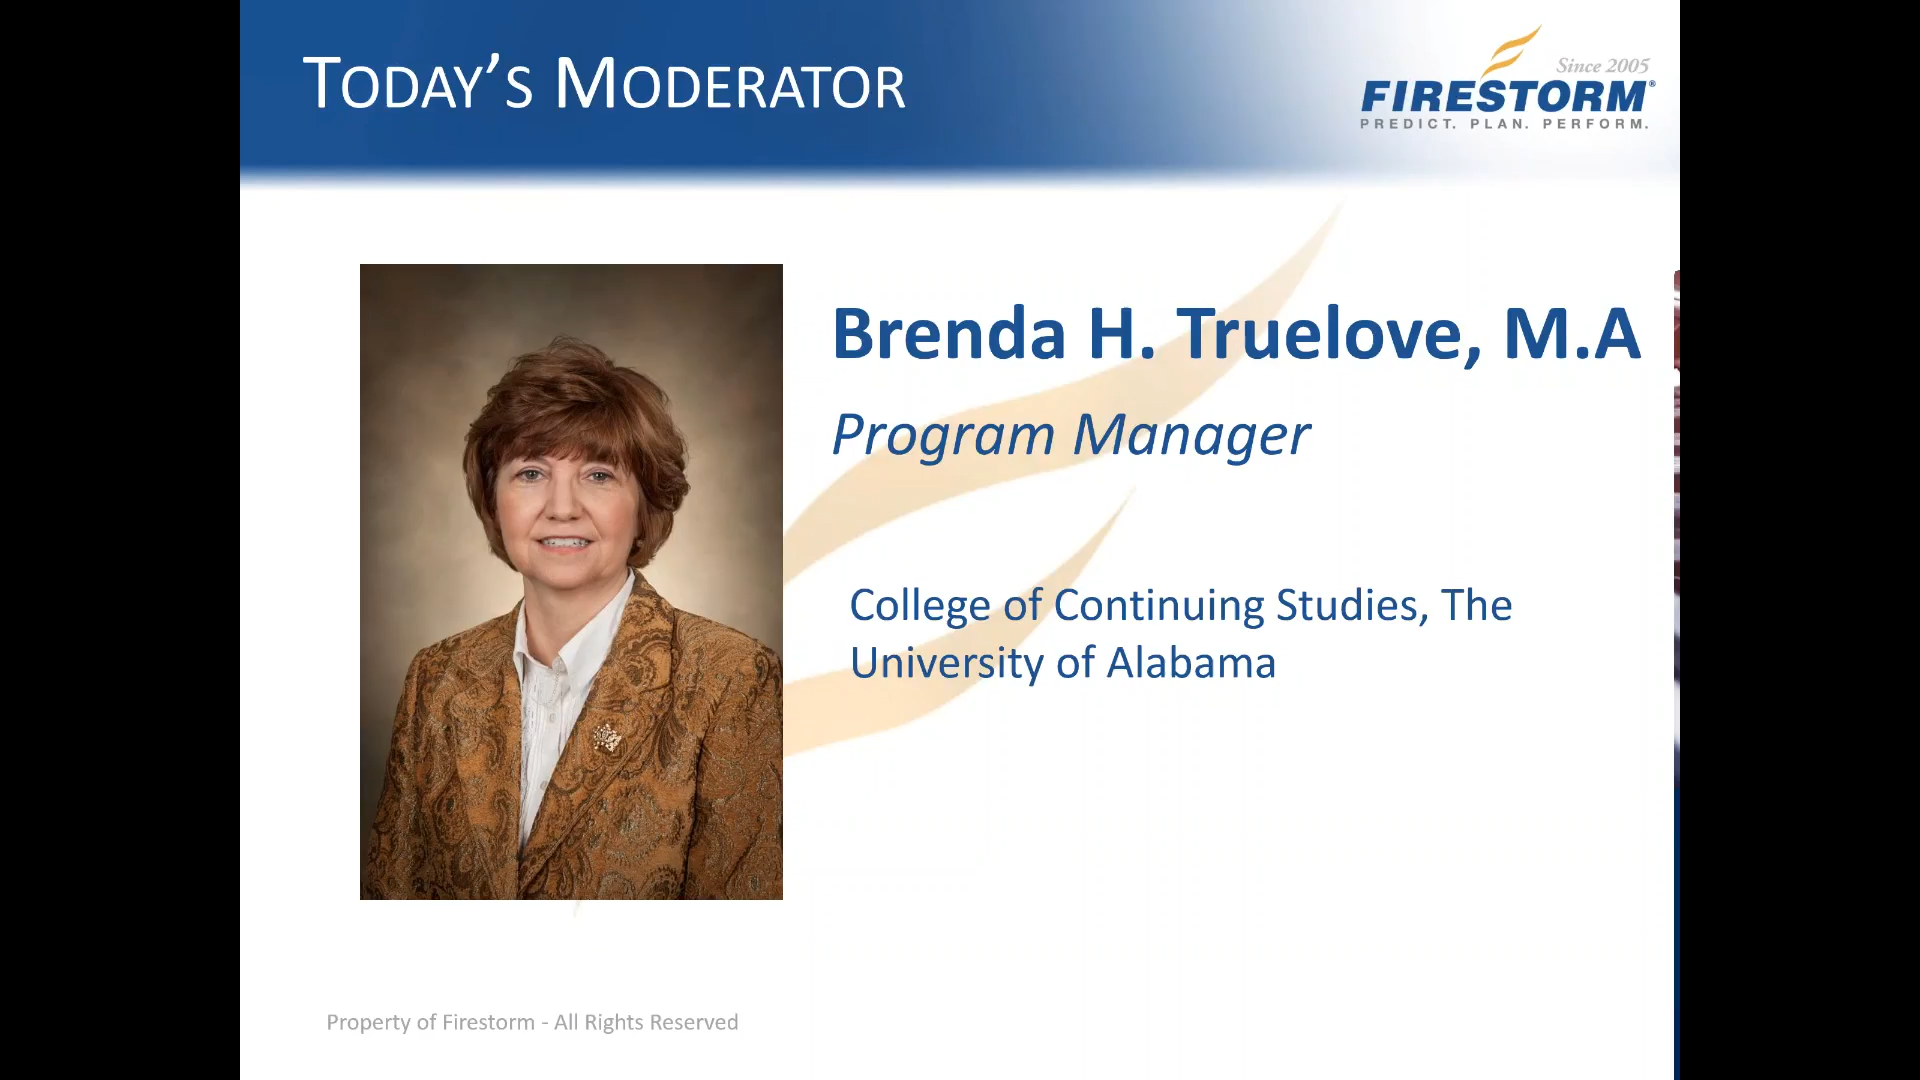 TODAY’S MODERATOR
Since 2005
FIRESTORM®
PREDICT. PLAN. PERFORM.
Brenda H. Truelove, M.A
Program Manager
College of Continuing Studies, The
University of Alabama
Property of Firestorm - All Rights Reserved